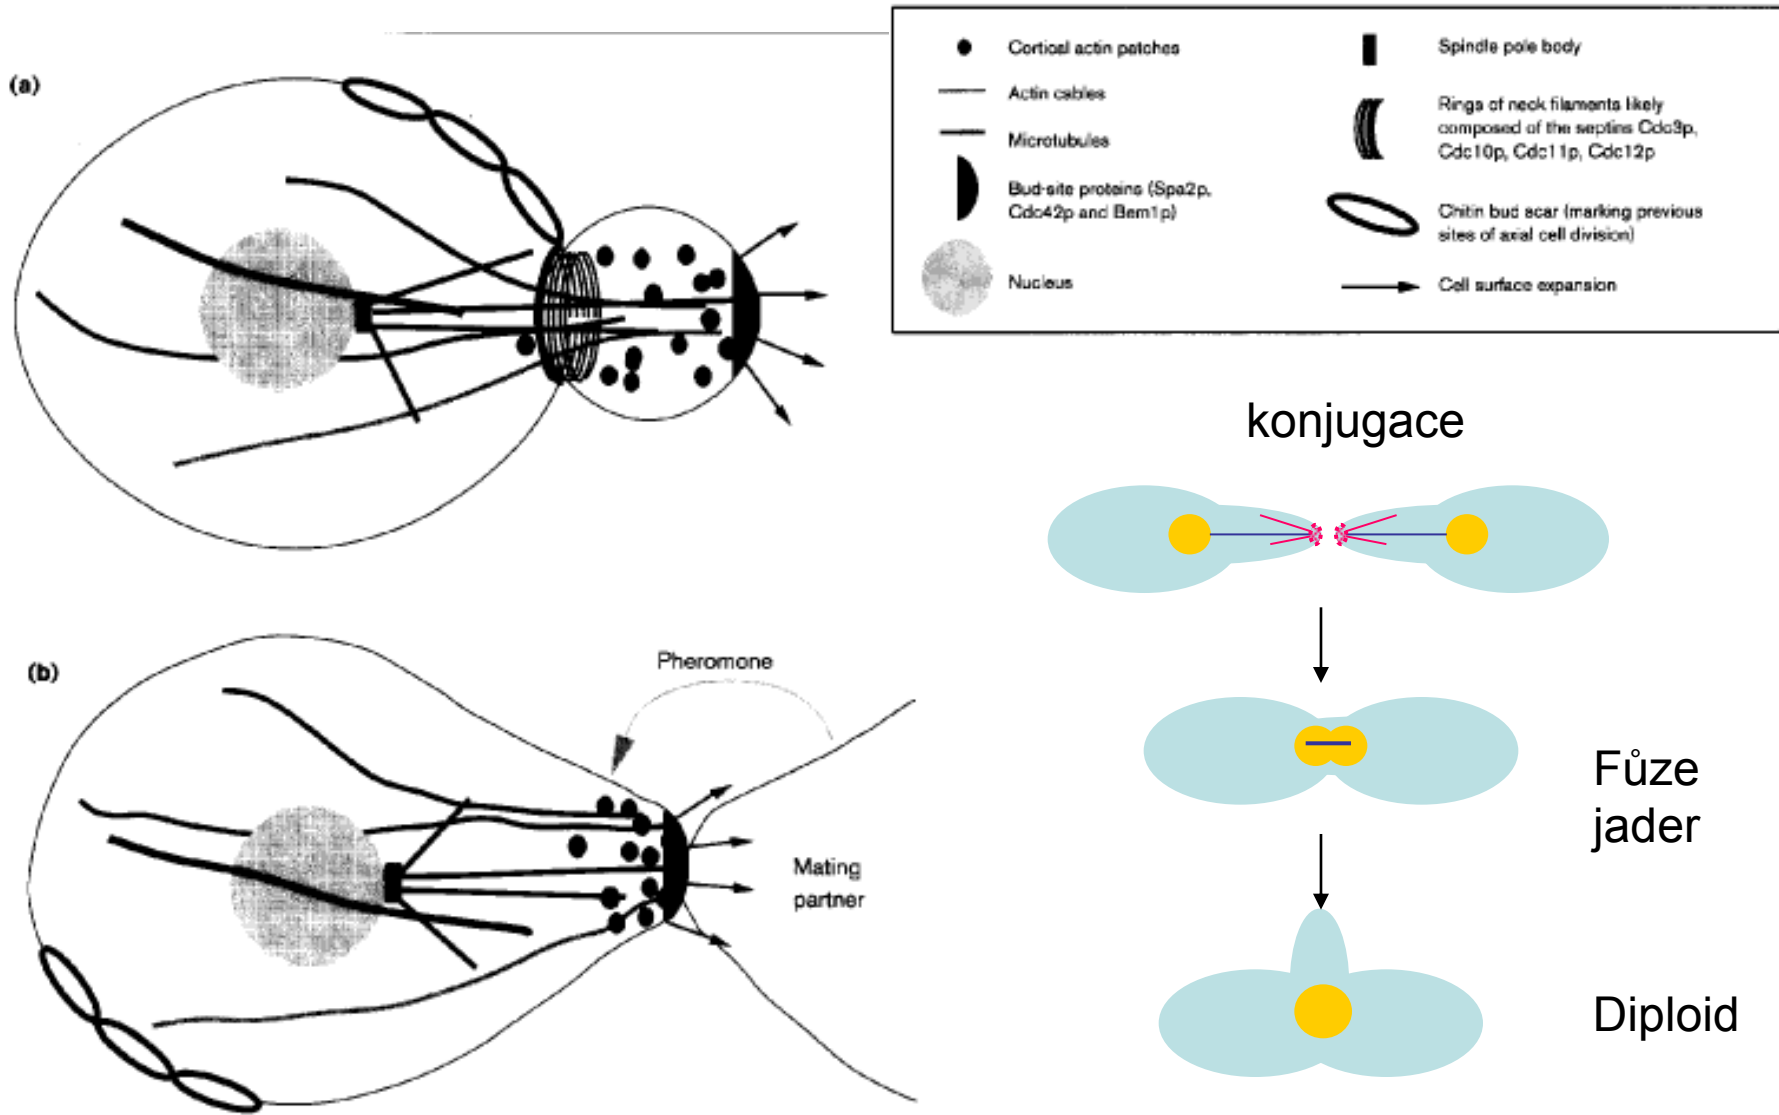 (a)
Cortical actin patches
Actin cables
Microtubules
Bud-site proteins (Spa2p,
Cdc42p and Bem1p)
Nucleus
Spindle pole body
Rings of neck filaments likely
composed of the septins Cdc3p,
Cdc10p, Cdc11p, Cdc12p
Chitin bud scar (marking previous
sites of axial cell division)
Cell surface expansion
(b)
Pheromone
Mating
partner
konjugace
Fůze
jader
Diploid